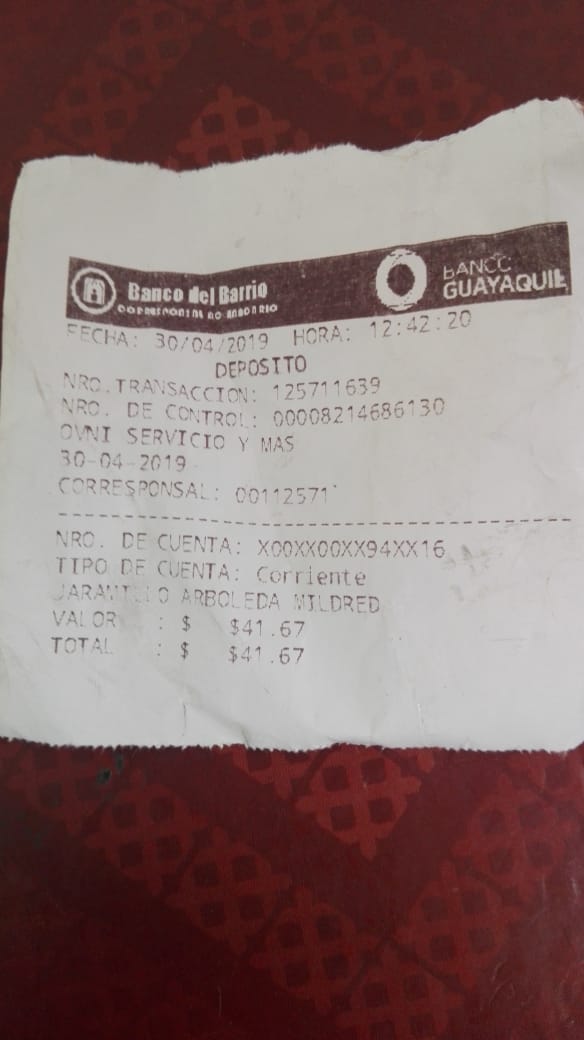 Banco del Barrio
CORRESPONSAL NO BANCARIO
BANCO
GUAYAQUIL
FECHA: 30/04/2019 HORA: 12:42:20
DEPOSITO
NRO.TRANSACCION: 125711639
NRO. DE CONTROL: 00008214686130
OVNI SERVICIO Y MAS
30-04-2019
CORRESPONSAL: 00112571
NRO. DE CUENTA: X00XX00XX94XX16
TIPO DE CUENTA: Corriente
JARAMILLO ARBOLEDA MILDRED
VALOR : $ $41.67
TOTAL : $ $41.67